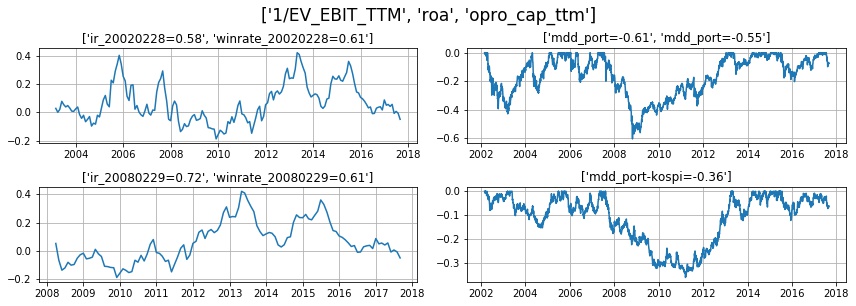 ['1/EV_EBIT_TTM', 'roa', 'opro_cap_ttm']
['ir_20020228=0.58', 'winrate_20020228=0.61']
0.4
0.2
0.0
−0.2
2004 2006 2008 2010 2012 2014 2016 2018
['mdd_port=-0.61', 'mdd_port=-0.55']
0.0
−0.2
−0.4
−0.6
2002 2004 2006 2008 2010 2012 2014 2016 2018
['ir_20080229=0.72', 'winrate_20080229=0.61']
0.4
0.2
0.0
−0.2
2008 2009 2010 2011 2012 2013 2014 2015 2016 2017 2018
['mdd_port-kospi=-0.36']
0.0
−0.1
−0.2
−0.3
2002 2004 2006 2008 2010 2012 2014 2016 2018